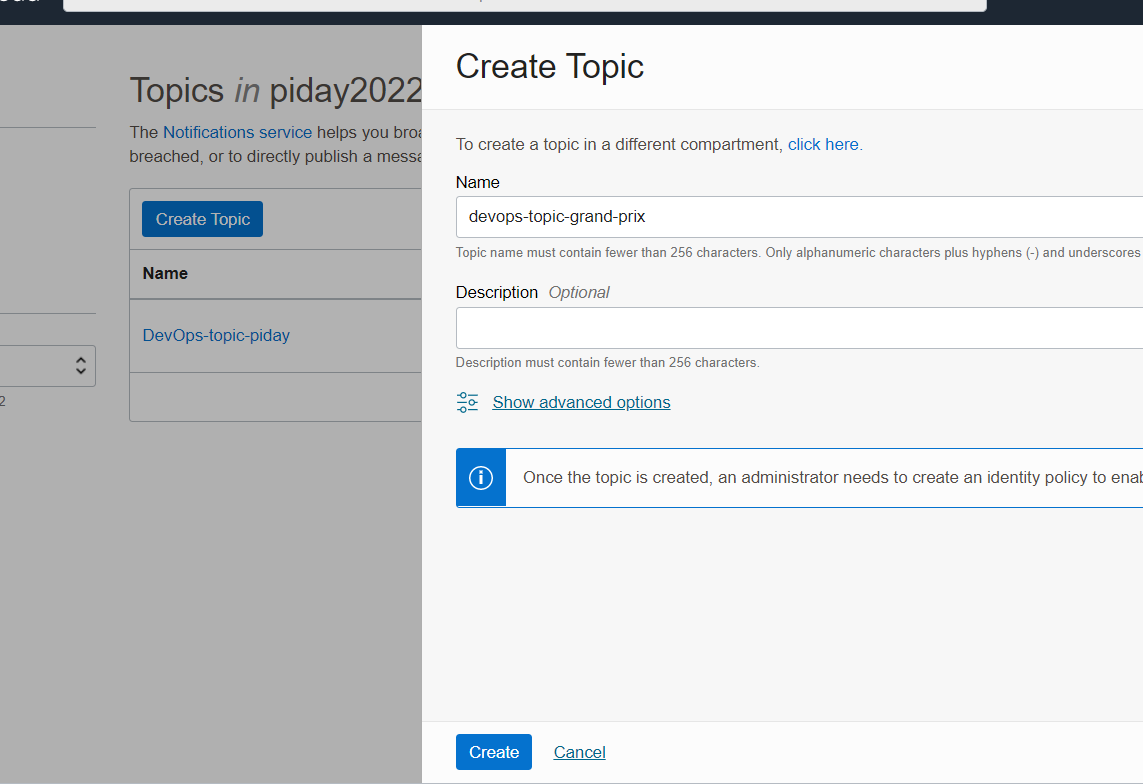 Topics in piday2022
The Notifications service helps you
breached, or to directly publish a
Create Topic
Name
DevOps-topic-piday
2
Create Topic
To create a topic in a different compartment, click here.
Name
devops-topic-grand-prix
Topic name must contain fewer than 256 characters. Only alphanumeric characters plus hyphens (-) and underscores
Description Optional
Description must contain fewer than 256 characters.
Show advanced options
Once the topic is created, an administrator needs to create an identity policy to
Create
Cancel